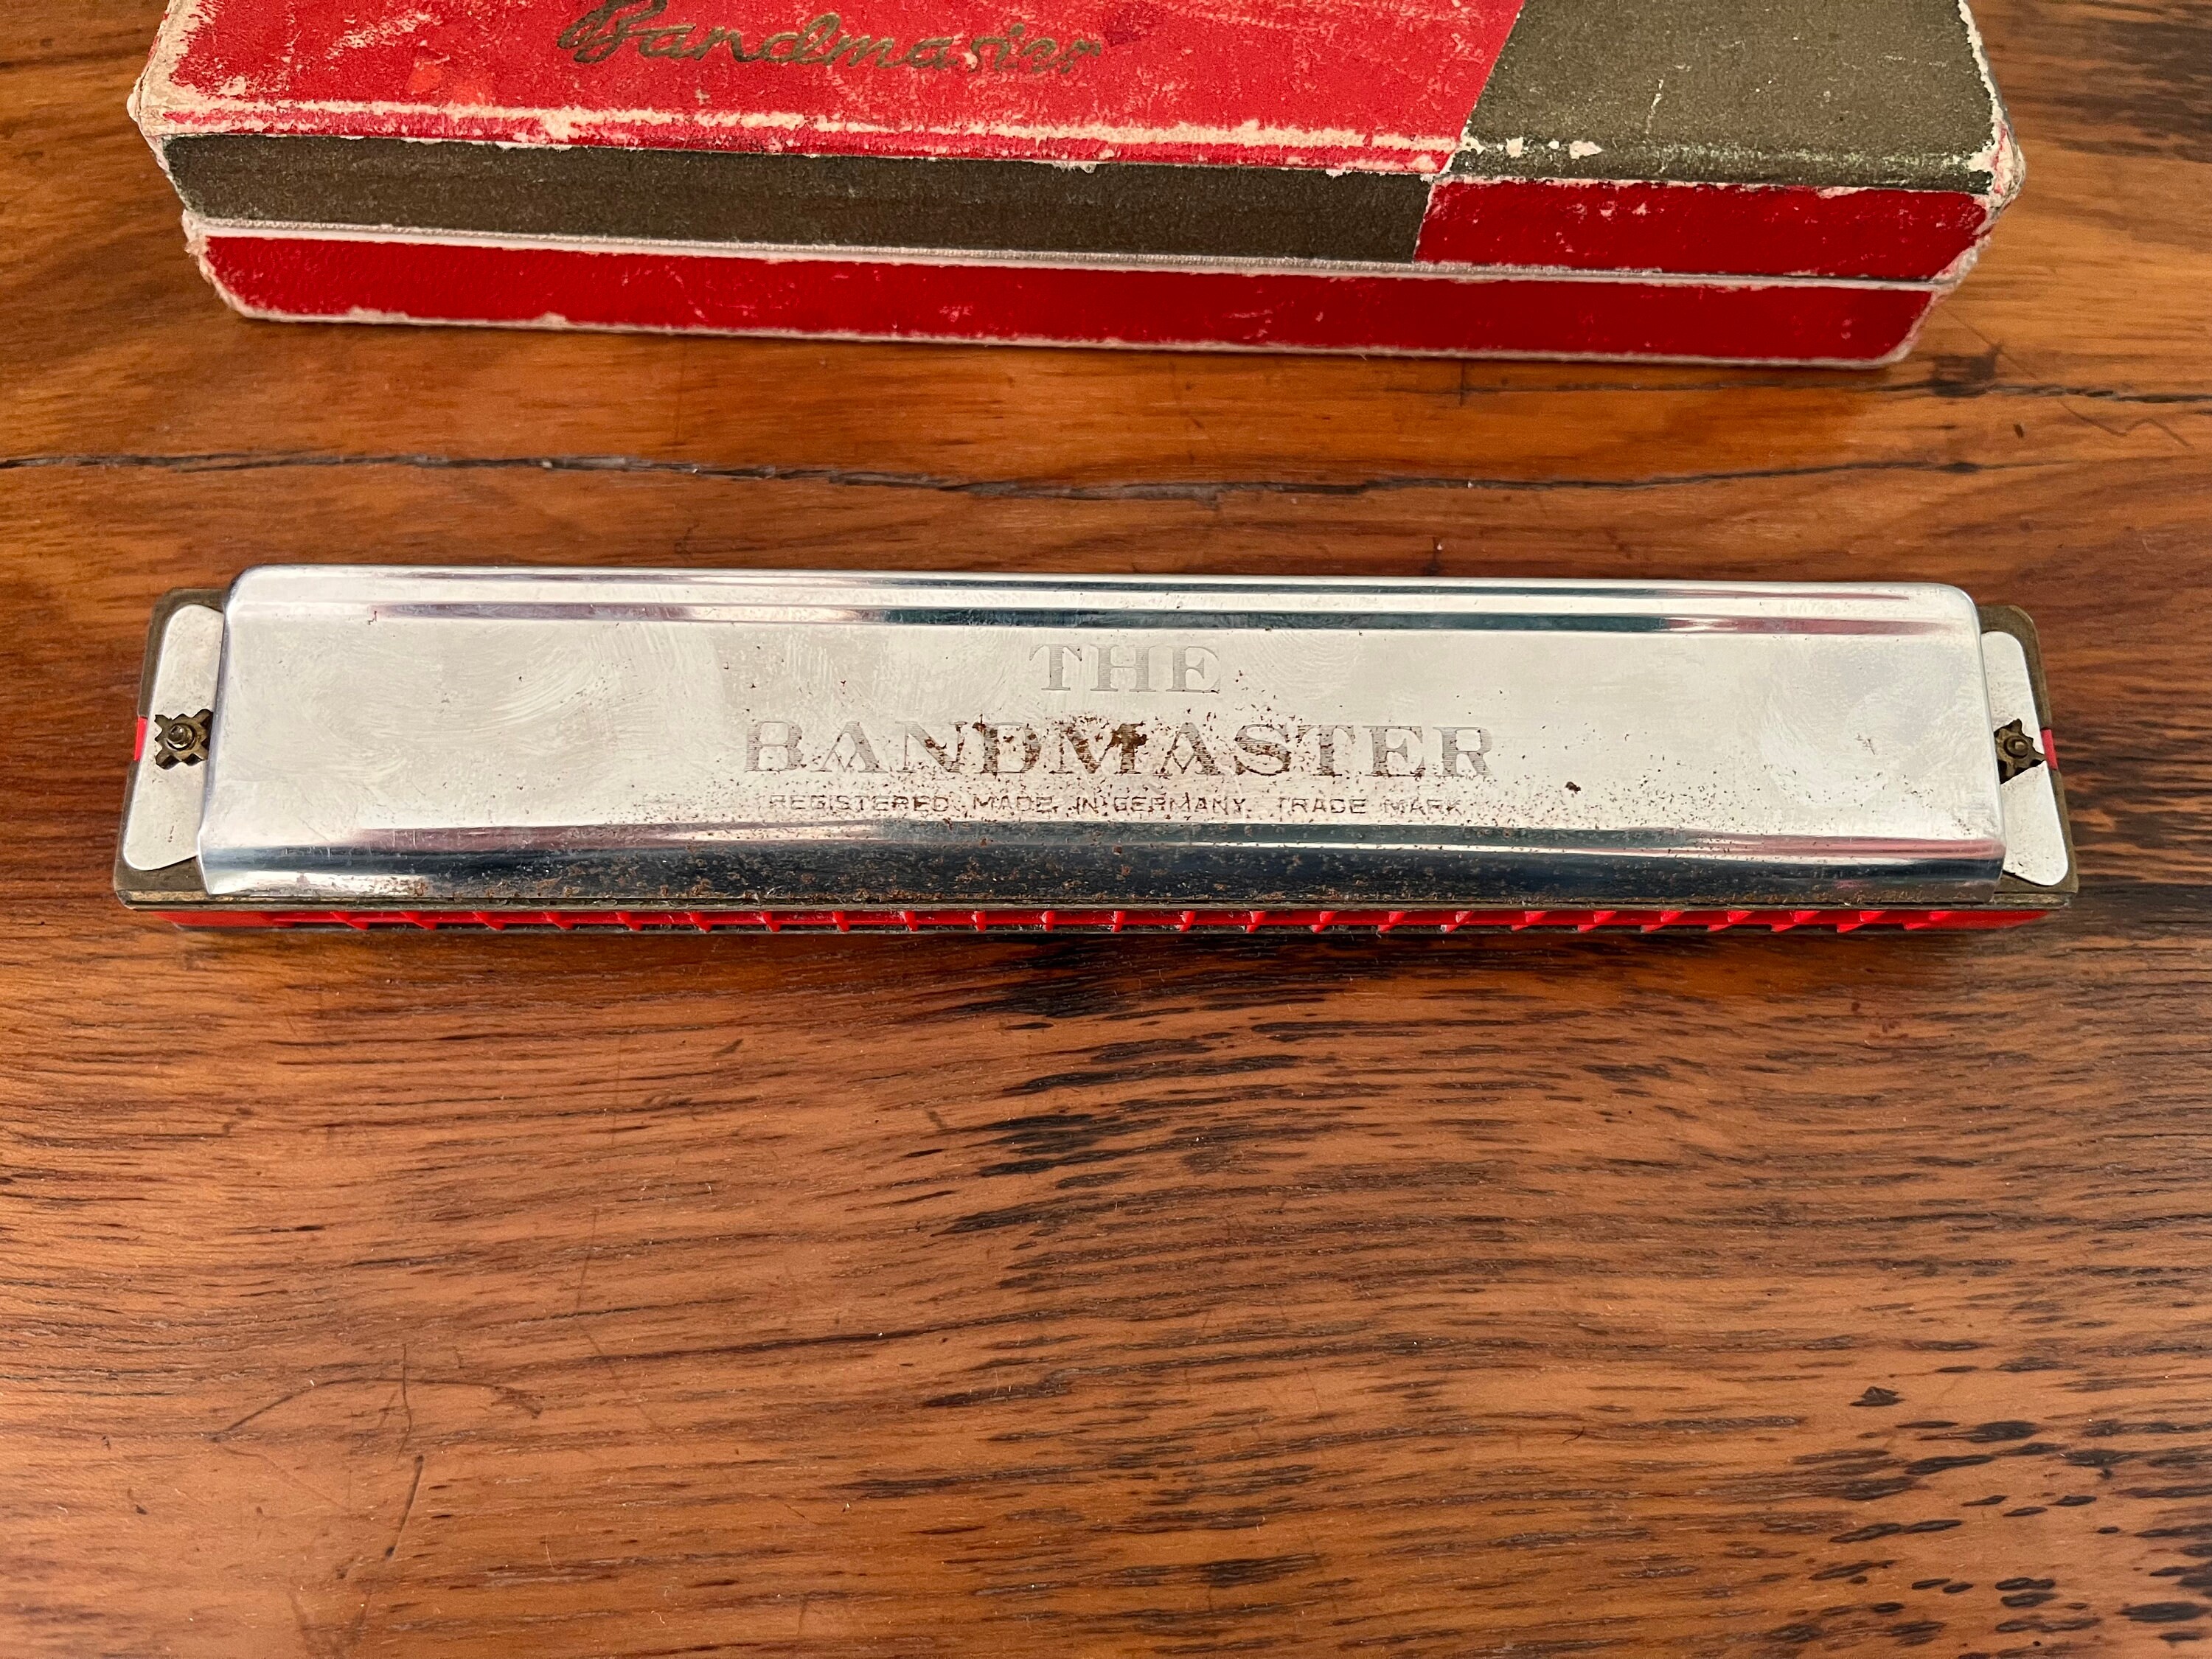 Bandmaster
THE
BANDMASTER
REGISTERED. MADE IN GERMANY. TRADE MARK